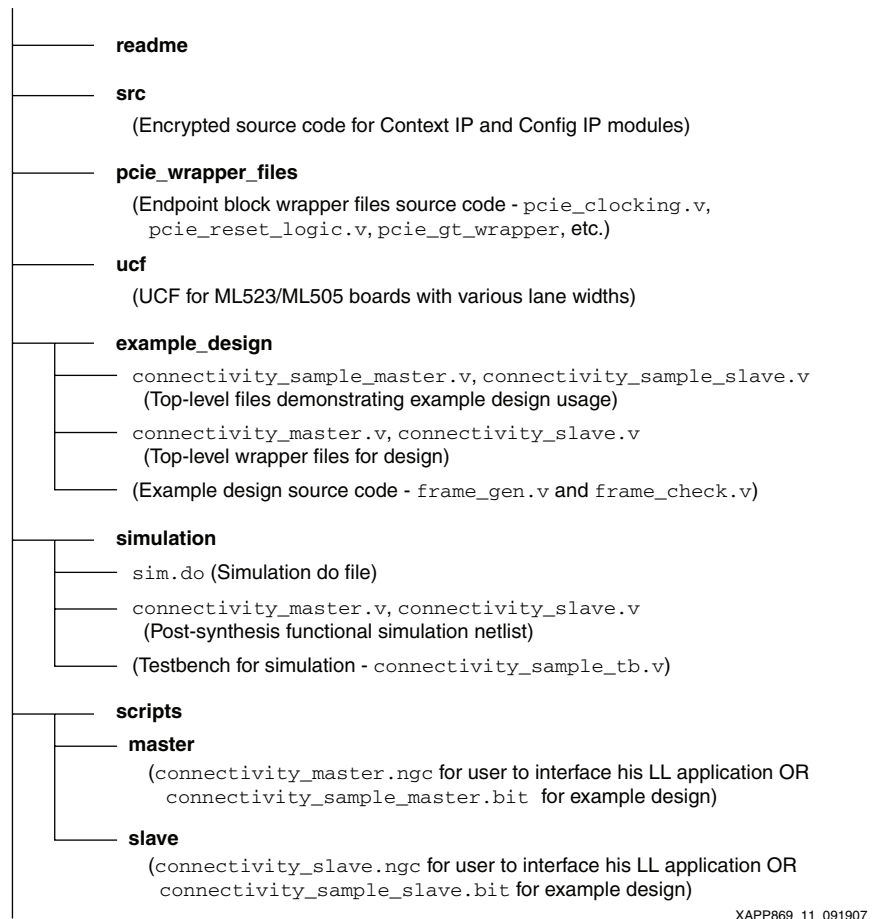 readme
src
(Encrypted source code for Context IP and Config IP modules)
pcie_wrapper_files
(Endpoint block wrapper files source code - pcie_clocking.v,
pcie_reset_logic.v, pcie_gt_wrapper, etc.)
ucf
(UCF for ML523/ML505 boards with various lane widths)
example_design
connectivity_sample_master.v, connectivity_sample_slave.v
(Top-level files demonstrating example design usage)
connectivity_master.v, connectivity_slave.v
(Top-level wrapper files for design)
(Example design source code - frame_gen.v and frame_check.v)
simulation
sim.do (Simulation do file)
connectivity_master.v, connectivity_slave.v
(Post-synthesis functional simulation netlist)
(Testbench for simulation - connectivity_sample_tb.v)
scripts
master
(connectivity_master.ngc for user to interface his LL application OR
connectivity_sample_master.bit for example design)
slave
(connectivity_slave.ngc for user to interface his LL application OR
connectivity_sample_slave.bit for example design)
XAPP869_11_091907